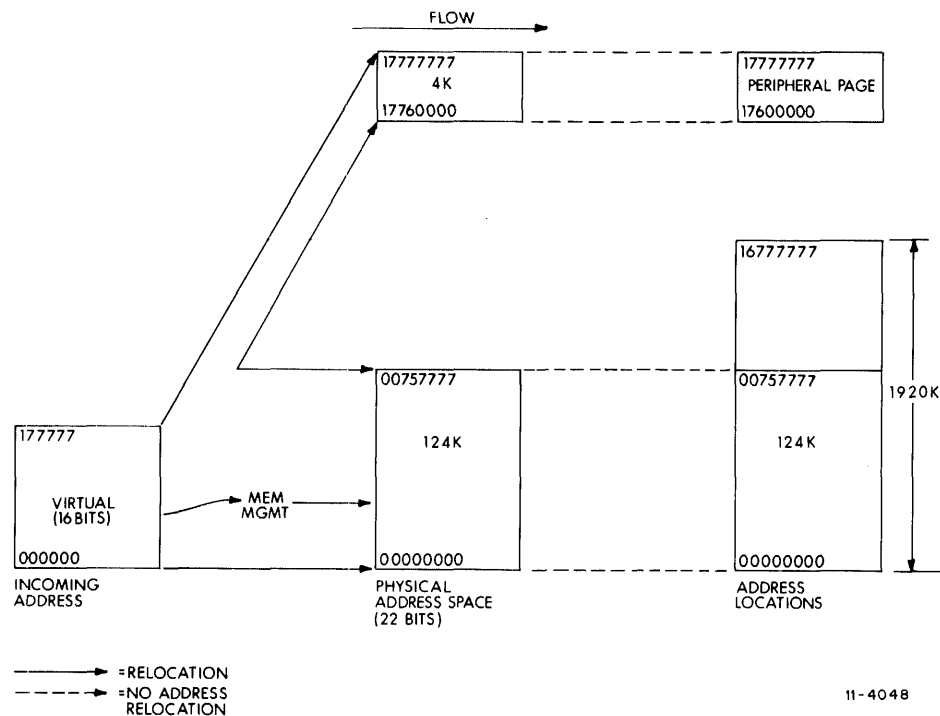 FLOW
17777777
4K
17760000
17777777
PERIPHERAL PAGE
17600000
16777777
00757777
124K
00000000
00757777
124K
00000000
1920K
177777
VIRTUAL
(16 BITS)
000000
MEM
MGMT
INCOMING
ADDRESS
PHYSICAL
ADDRESS SPACE
(22 BITS)
ADDRESS
LOCATIONS
=RELOCATION
=NO ADDRESS
RELOCATION
11-4048